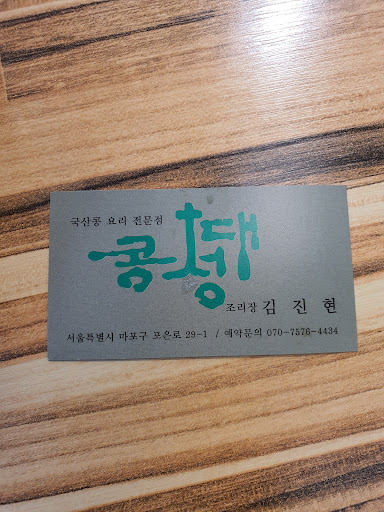 국산콩 요리 전문점
콩청대
조리장 김 진 현
서울특별시 마포구 포은로 29-1 / 예약문의 070-7576-4434